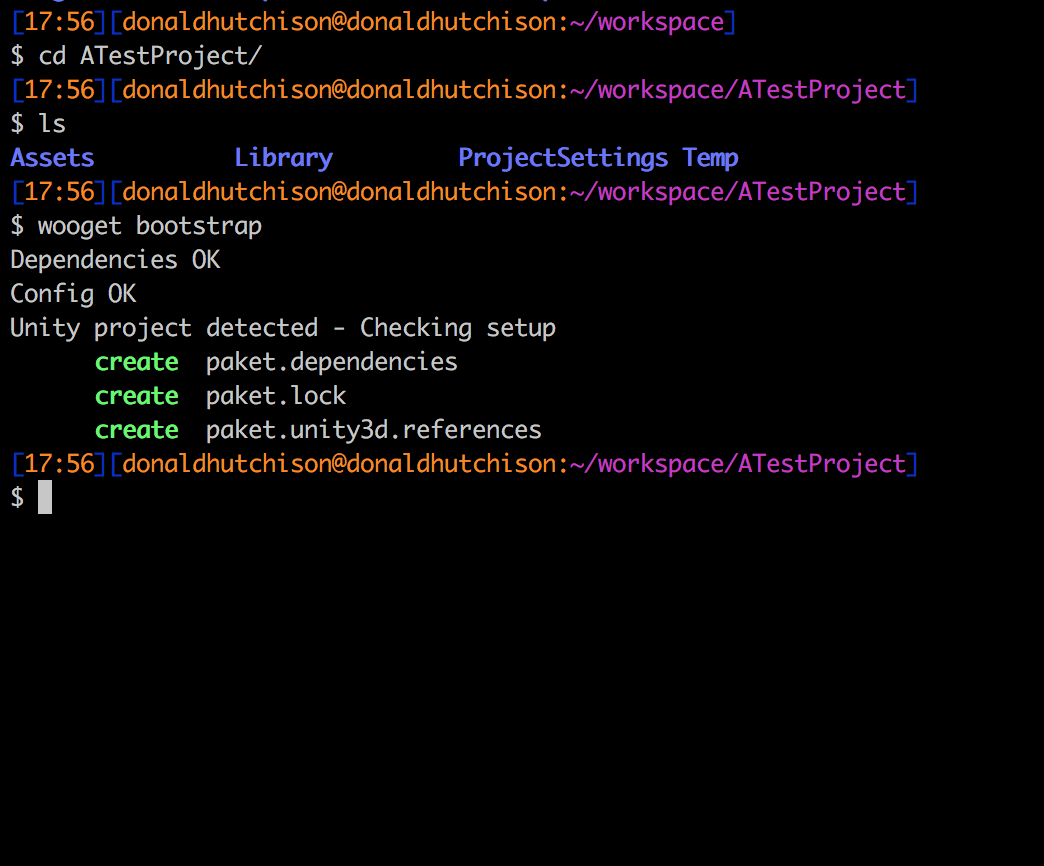 [17:56][donaldhutchison@donaldhutchison:~/workspace]
$ cd ATestProject/
[17:56][donaldhutchison@donaldhutchison:~/workspace/ATestProject]
$ ls
Assets          Library         ProjectSettings Temp
[17:56][donaldhutchison@donaldhutchison:~/workspace/ATestProject]
$ wooget bootstrap
Dependencies OK
Config OK
Unity project detected - Checking setup
      create  paket.dependencies
      create  paket.lock
      create  paket.unity3d.references
[17:56][donaldhutchison@donaldhutchison:~/workspace/ATestProject]
$